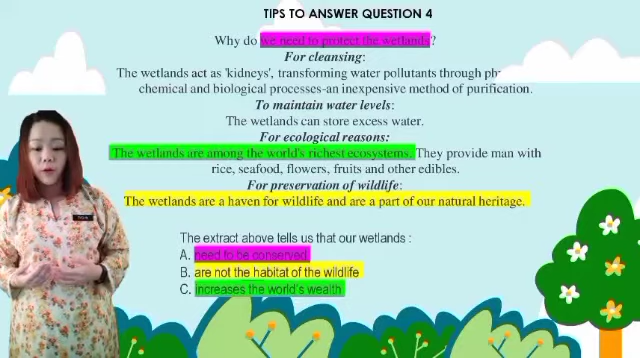 TIPS TO ANSWER QUESTION 4
Why do we need to protect the wetlands?
For cleansing:
The wetlands act as 'kidneys', transforming water pollutants through
chemical and biological processes-an inexpensive method of purification.
To maintain water levels:
The wetlands can store excess water.
For ecological reasons:
The wetlands are among the world's richest ecosystems. They provide man with
rice, seafood, flowers, fruits and other edibles.
For preservation of wildlife:
The wetlands are a haven for wildlife and are a part of our natural heritage.
The extract above tells us that our wetlands :
A. need to be conserved
B. are not the habitat of the wildlife
C. increases the world's wealth